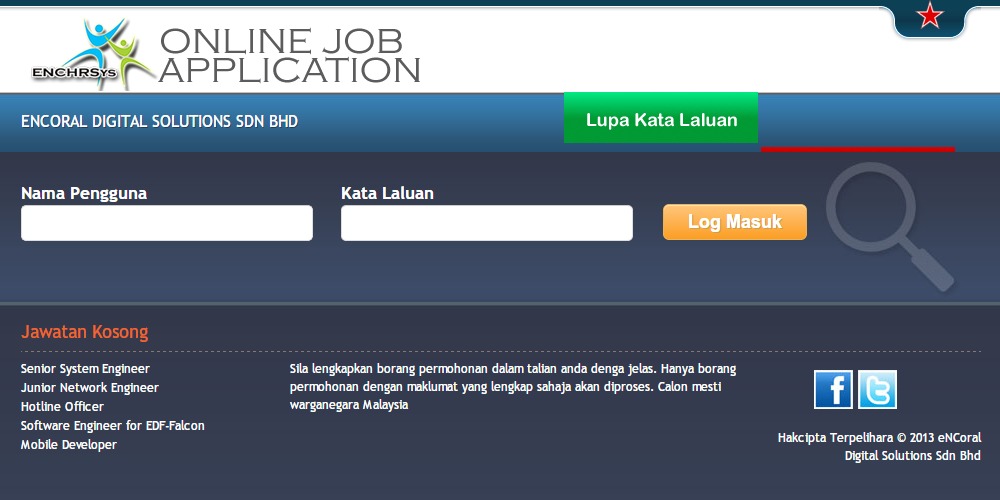 ENCHRSYS
ONLINE JOB
APPLICATION
ENCORAL DIGITAL SOLUTIONS SDN BHD
Lupa Kata Laluan
Nama Pengguna
Kata Laluan
Log Masuk
Jawatan Kosong
Senior System Engineer
Junior Network Engineer
Hotline Officer
Software Engineer for EDF-Falcon
Mobile Developer
Sila lengkapkan borang permohonan dalam talian anda denga jelas. Hanya borang
permohonan dengan maklumat yang lengkap sahaja akan diproses. Calon mesti
warganegara Malaysia
f
t
Hakcipta Terpelihara © 2013 eNCoral
Digital Solutions Sdn Bhd